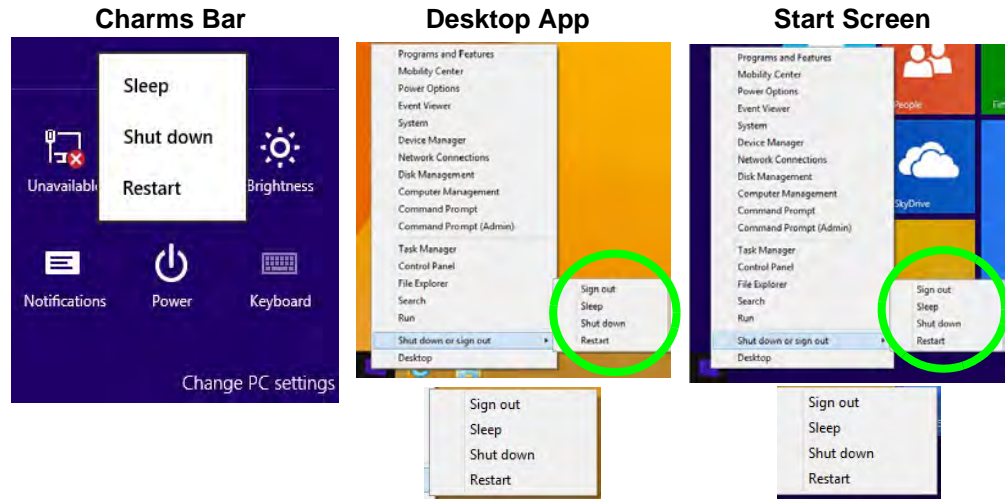 Charms Bar
Sleep
Shut down
Restart
Unavailabl
Brightness
Notifications
Power
Keyboard
Change PC settings
Desktop App
Programs and Features
Mobility Center
Power Options
Event Viewer
System
Device Manager
Network Connections
Disk Management
Computer Management
Command Prompt
Command Prompt (Admin)
Task Manager
Control Panel
File Explorer
Search
Run
Shut down or sign out
Desktop
Sign out
Sleep
Shut down
Restart
Sign out
Sleep
Shut down
Restart
Start Screen
Programs and Features
Mobility Center
Power Options
Event Viewer
System
Device Manager
Network Connections
Disk Management
Computer Management
Command Prompt
Command Prompt (Admin)
Task Manager
Control Panel
File Explorer
Search
Run
Shut down or sign out
Desktop
People
SkyDrive
Sign out
Sleep
Shut down
Restart
Sign out
Sleep
Shut down
Restart